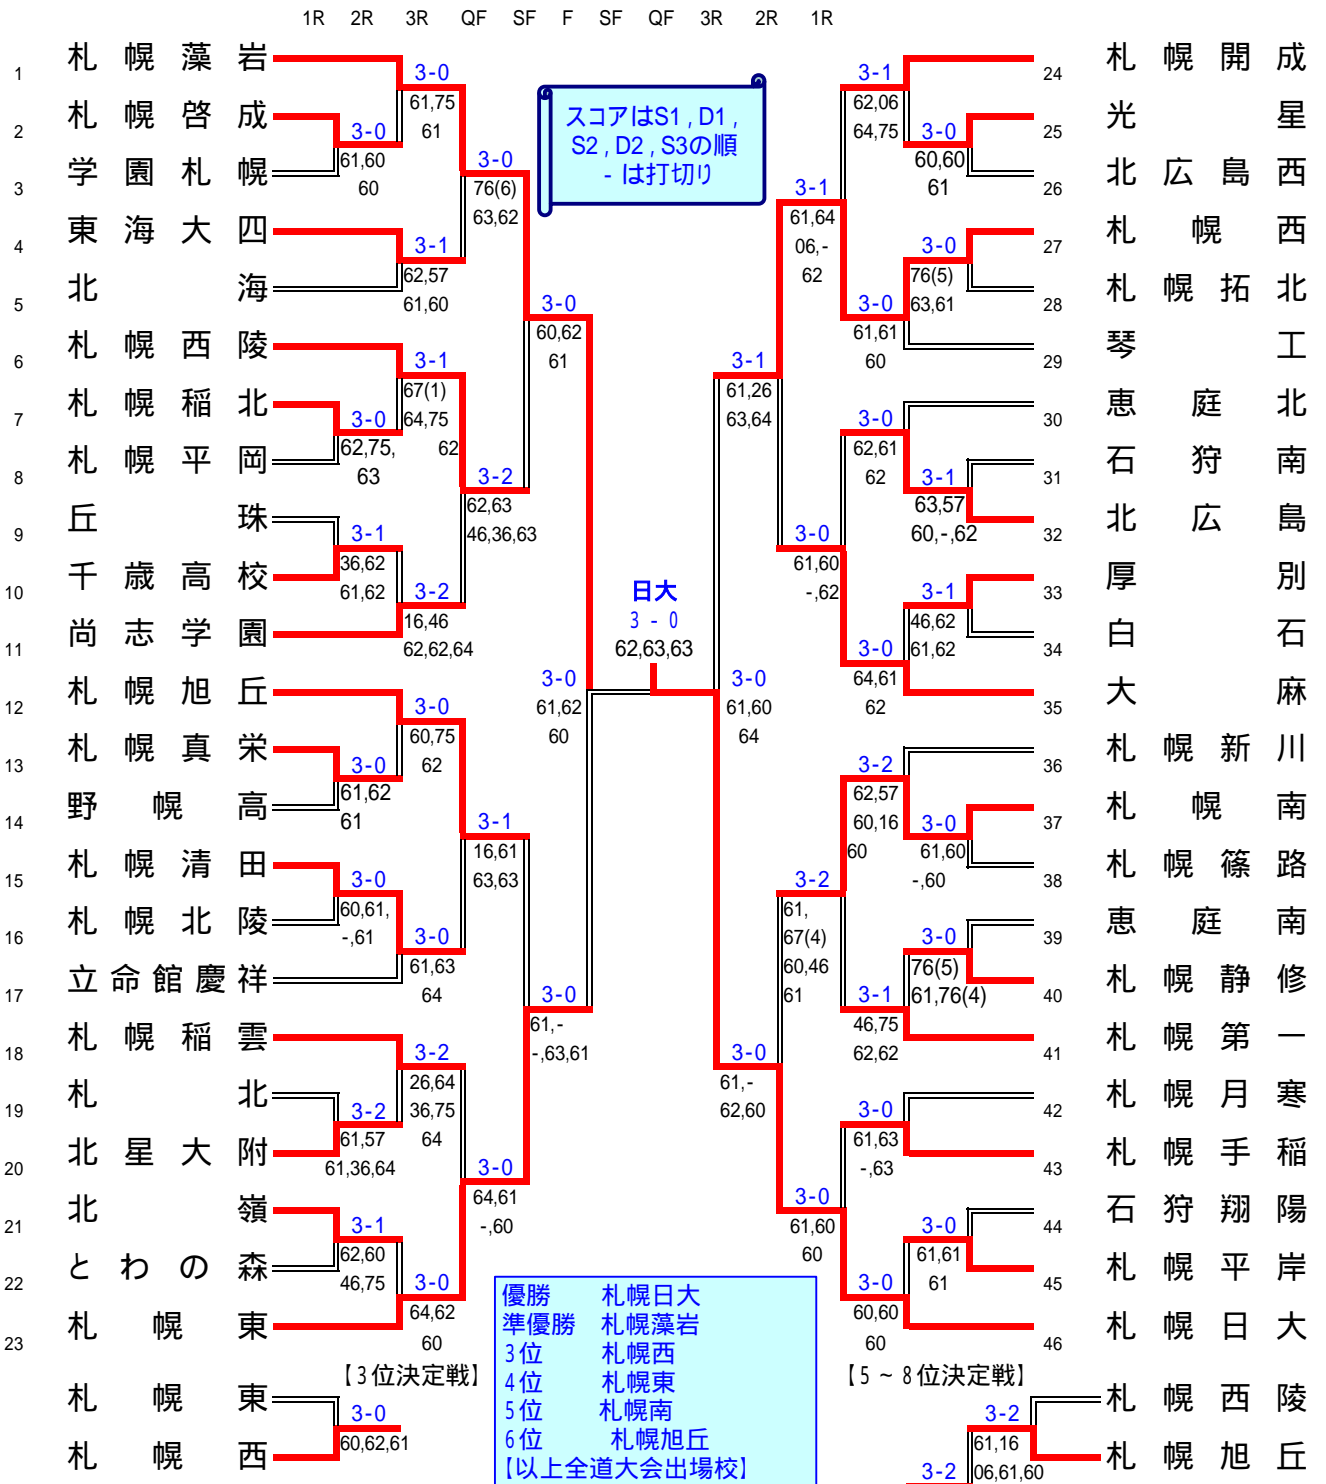 1R 2R 3R QF SF F SF QF 3R 2R 1R
スコアはS1 , D1 ,
S2 , D2 , S3の順
- は打切り
1 札幌藻岩
2 札幌啓成
3 学園札幌
4 東海大四
5 北海
6 札幌西陵
7 札幌稲北
8 札幌平岡
9 丘珠
10 千歳高校
11 尚志学園
12 札幌旭丘
13 札幌真栄
14 野幌高
15 札幌清田
16 札幌北陵
17 立命館慶祥
18 札幌稲雲
19 札北
20 北星大附
21 北嶺
22 とわの森
23 札幌東
3-0
61,60
60
3-0
62,75,
63
3-1
36,62
61,62
3-0
61,62
61
3-0
60,61,
-,61
3-2
61,57
61,36,64
3-1
62,60
46,75
3-0
61,75
61
3-1
62,57
61,60
3-1
67(1)
64,75
62
3-2
16,46
62,62,64
3-0
60,75
62
3-0
61,63
64
3-2
26,64
36,75
64
3-0
64,62
60
3-0
76(6)
63,62
3-2
62,63
46,36,63
3-1
16,61
63,63
3-0
64,61
-,60
3-0
60,62
61
3-0
61,-
-,63,61
3-0
61,62
60
日大
3 - 0
62,63,63
3-0
61,60
64
3-1
61,26
63,64
3-0
61,-
62,60
3-1
61,64
06,-
62
3-0
61,60
-,62
3-2
61,
67(4)
60,46
61
3-0
61,60
60
3-1
62,06
64,75
3-0
61,61
60
3-0
62,61
62
3-0
64,61
62
3-2
62,57
60,16
60
3-1
46,75
62,62
3-0
61,63
-,63
3-0
60,60
60
3-0
60,60
61
3-0
76(5)
63,61
3-1
63,57
60,-,62
3-1
46,62
61,62
3-0
61,60
-,60
3-0
76(5)
61,76(4)
3-0
61,61
61
24 札幌開成
25 光星
26 北広島西
27 札幌西
28 札幌拓北
29 琴工
30 恵庭北
31 石狩南
32 北広島
33 厚別
34 白石
35 大麻
36 札幌新川
37 札幌南
38 札幌篠路
39 恵庭南
40 札幌静修
41 札幌第一
42 札幌月寒
43 札幌手稲
44 石狩翔陽
45 札幌平岸
46 札幌日大
【3位決定戦】
札幌東
札幌西
3-0
60,62,61
優勝 札幌日大
準優勝 札幌藻岩
3位 札幌西
4位 札幌東
5位 札幌南
6位 札幌旭丘
【以上全道大会出場校】
【5～8位決定戦】
札幌西陵
札幌旭丘
3-2
61,16
06,61,60
3-2